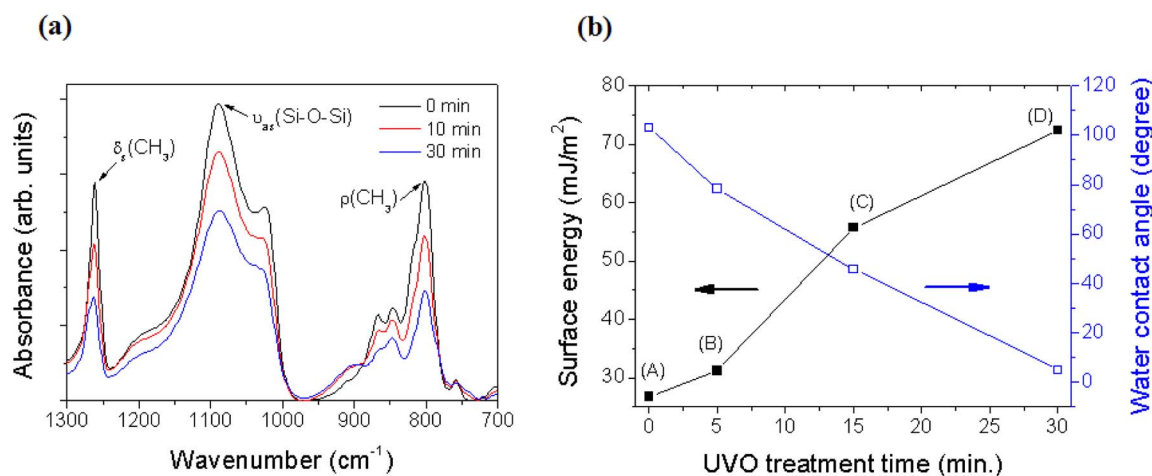 (a)
(b)
υas(Si-O-Si)
δs(CH3)
ρ(CH3)
0 min
10 min
30 min
Absorbance (arb. units)
1300 1200 1100 1000 900 800 700
Wavenumber (cm-1)
80
70
60
50
40
30
Surface energy (mJ/m2)
(A)
(B)
(C)
(D)
120
100
80
60
40
20
0
Water contact angle (degree)
0 5 10 15 20 25 30
UVO treatment time (min.)